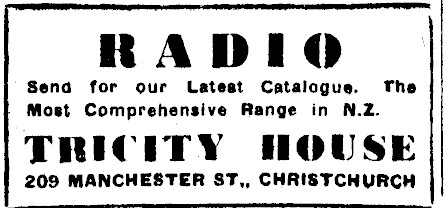 RADIO
Send for our Latest Catalogue. The
Most Comprehensive Range in N.Z.
TRICITY HOUSE
209 MANCHESTER ST., CHRISTCHURCH